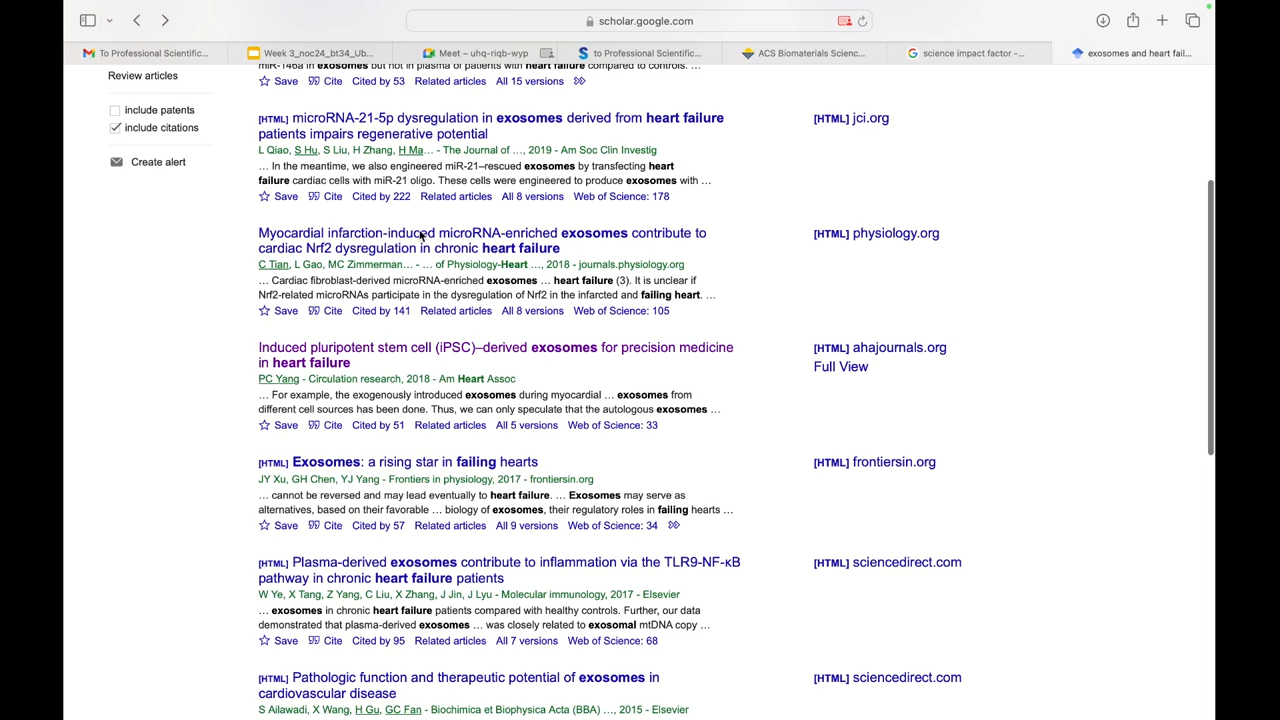 scholar.google.com
To Professional Scientific...
Week 3_noc24_bt34_Ub...
Meet – uhq-riqb-wyp
to Professional Scientific...
ACS Biomaterials Scienc...
science impact factor -...
exosomes and heart fail...
Review articles
include patents
include citations
Create alert
miR-146a in exosomes but not in plasma of patients with heart failure compared to controls. ...
Save Cite Cited by 53 Related articles All 15 versions
[HTML] microRNA-21-5p dysregulation in exosomes derived from heart failure
patients impairs regenerative potential
[HTML] jci.org
L Qiao, S Hu, S Liu, H Zhang, H Ma... - The Journal of ..., 2019 - Am Soc Clin Investig
... In the meantime, we also engineered miR-21–rescued exosomes by transfecting heart
failure cardiac cells with miR-21 oligo. These cells were engineered to produce exosomes with ...
Save Cite Cited by 222 Related articles All 8 versions Web of Science: 178
Myocardial infarction-induced microRNA-enriched exosomes contribute to
cardiac Nrf2 dysregulation in chronic heart failure
[HTML] physiology.org
C Tian, L Gao, MC Zimmerman... - ... of Physiology-Heart ..., 2018 - journals.physiology.org
... Cardiac fibroblast-derived microRNA-enriched exosomes ... heart failure (3). It is unclear if
Nrf2-related microRNAs participate in the dysregulation of Nrf2 in the infarcted and failing heart. ...
Save Cite Cited by 141 Related articles All 8 versions Web of Science: 105
Induced pluripotent stem cell (iPSC)–derived exosomes for precision medicine
in heart failure
[HTML] ahajournals.org
Full View
PC Yang - Circulation research, 2018 - Am Heart Assoc
... For example, the exogenously introduced exosomes during myocardial ... exosomes from
different cell sources has been done. Thus, we can only speculate that the autologous exosomes ...
Save Cite Cited by 51 Related articles All 5 versions Web of Science: 33
[HTML] Exosomes: a rising star in failing hearts
[HTML] frontiersin.org
JY Xu, GH Chen, YJ Yang - Frontiers in physiology, 2017 - frontiersin.org
... cannot be reversed and may lead eventually to heart failure. ... Exosomes may serve as
alternatives, based on their favorable ... biology of exosomes, their regulatory roles in failing hearts ...
Save Cite Cited by 57 Related articles All 9 versions Web of Science: 34
[HTML] Plasma-derived exosomes contribute to inflammation via the TLR9-NF-κB
pathway in chronic heart failure patients
[HTML] sciencedirect.com
W Ye, X Tang, Z Yang, C Liu, X Zhang, J Jin, J Lyu - Molecular immunology, 2017 - Elsevier
... exosomes in chronic heart failure patients compared with healthy controls. Further, our data
demonstrated that plasma-derived exosomes ... was closely related to exosomal mtDNA copy ...
Save Cite Cited by 95 Related articles All 7 versions Web of Science: 68
[HTML] Pathologic function and therapeutic potential of exosomes in
cardiovascular disease
[HTML] sciencedirect.com
S Ailawadi, X Wang, H Gu, GC Fan - Biochimica et Biophysica Acta (BBA) ..., 2015 - Elsevier